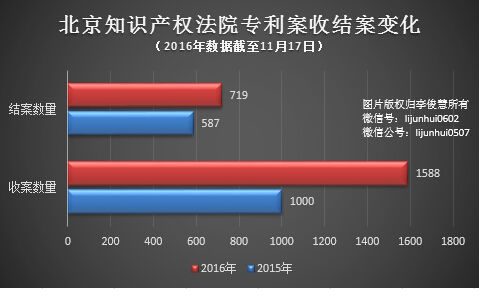 北京知识产权法院专利案收结案变化
（2016年数据截至11月17日）
结案数量
719
587
图片版权归李俊慧所有
微信号：lijunhui0602
微信公号：lijunhui0507
收案数量
1588
1000
0 200 400 600 800 1000 1200 1400 1600 1800
2016年 2015年